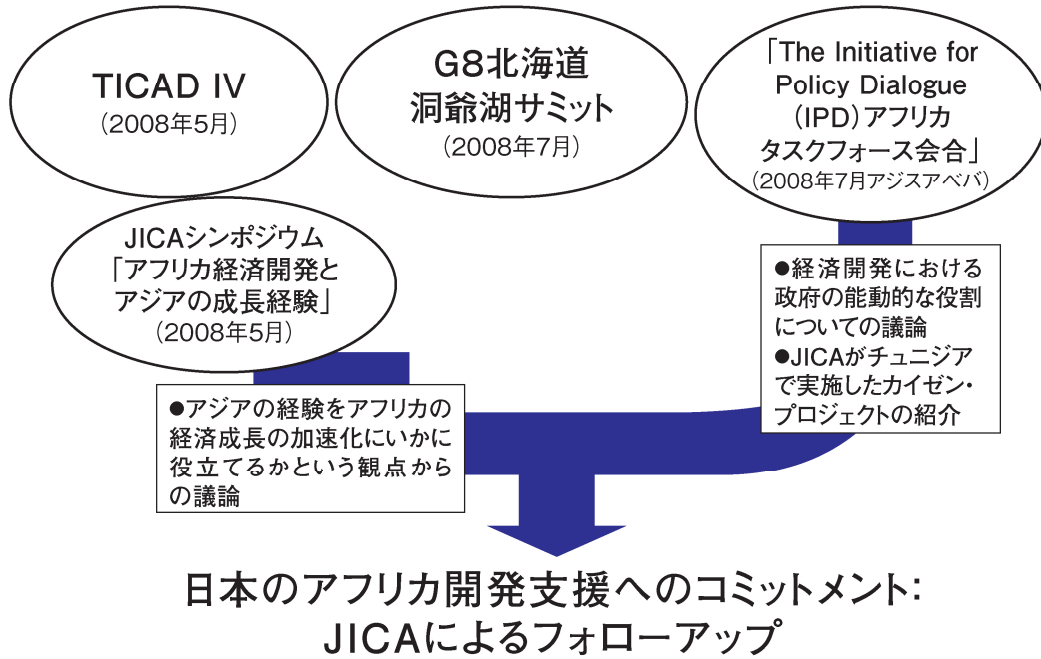 TICAD IV
（2008年5月）
G8北海道
洞爺湖サミット
（2008年7月）
「The Initiative for
Policy Dialogue
（IPD）アフリカ
タスクフォース会合」
（2008年7月アジスアベバ）
JICAシンポジウム
「アフリカ経済開発と
アジアの成長経験」
（2008年5月）
●経済開発における
政府の能動的な役割
についての議論
●JICAがチュニジア
で実施したカイゼン・
プロジェクトの紹介
●アジアの経験をアフリカの
経済成長の加速化にいかに
役立てるかという観点から
の議論
日本のアフリカ開発支援へのコミットメント：
JICAによるフォローアップ